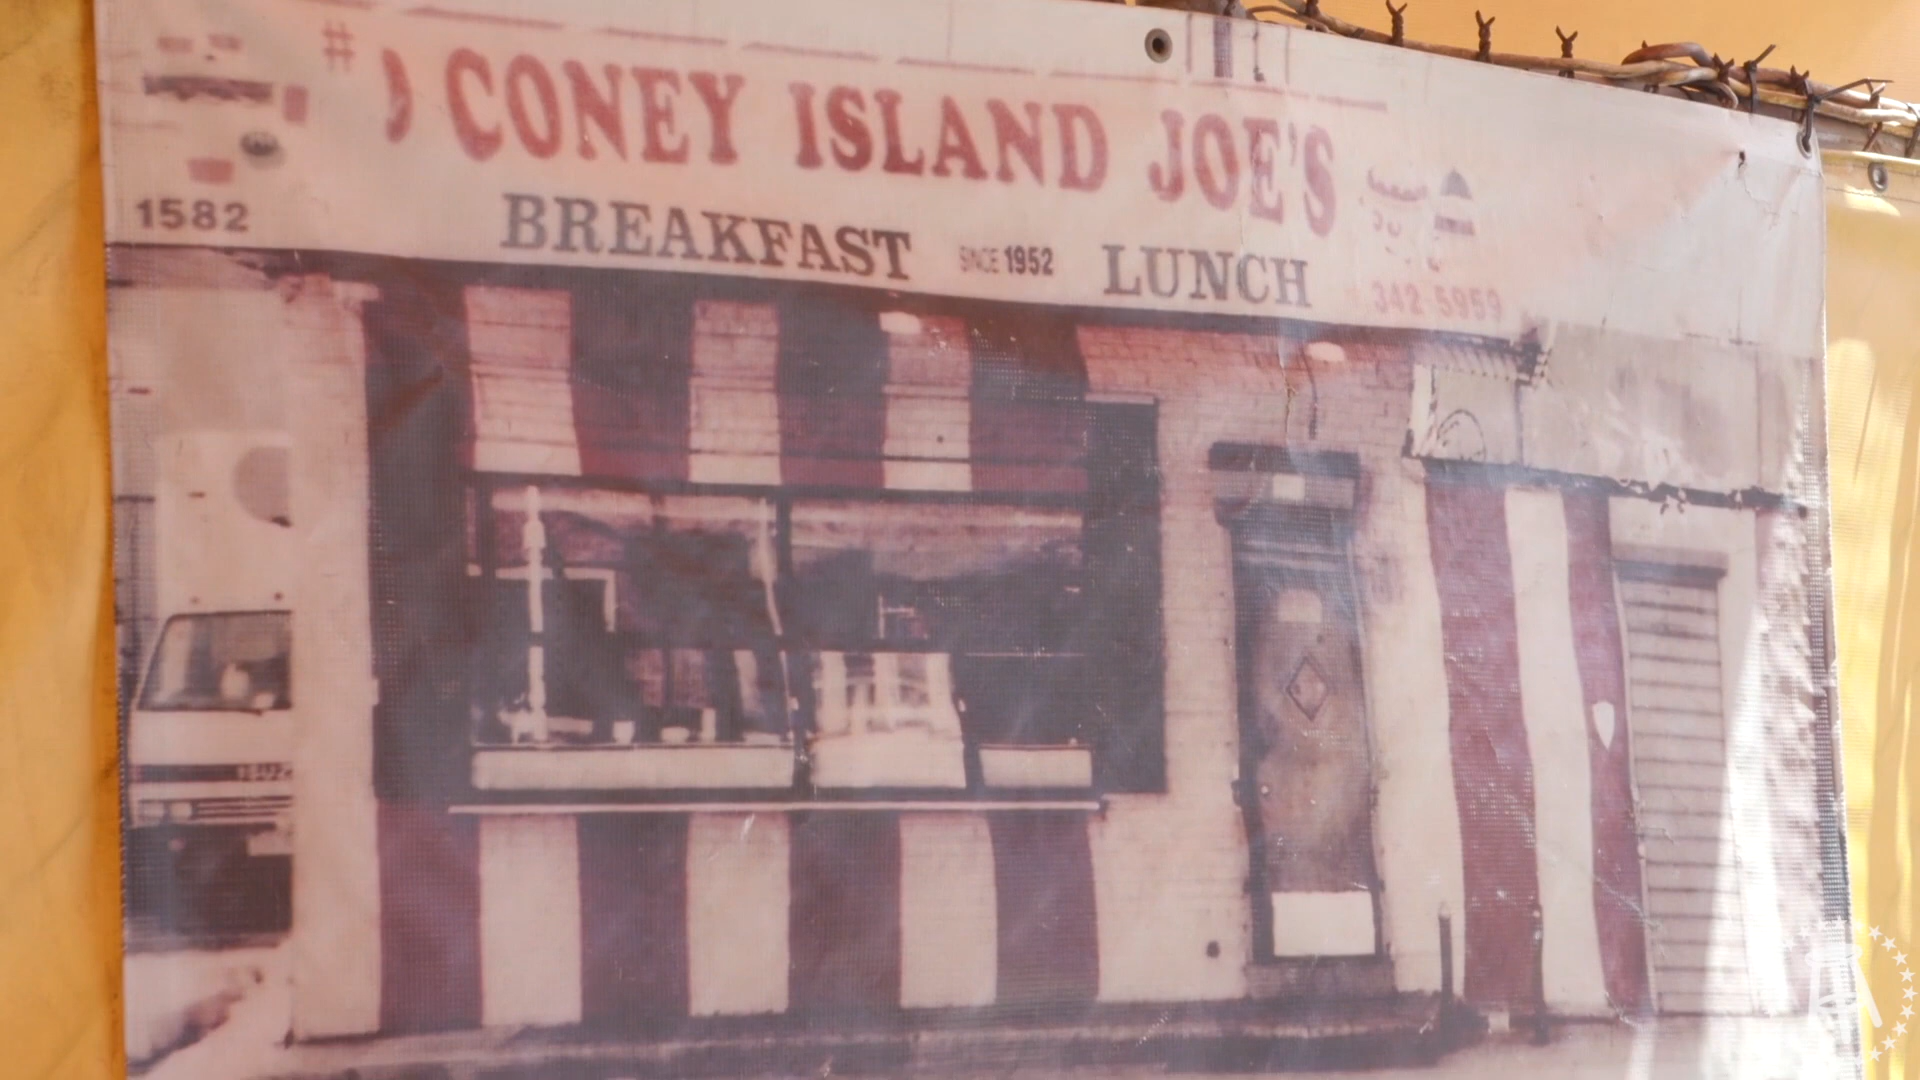 #
CONEY ISLAND JOE'S
1582
BREAKFAST SINCE 1952 LUNCH
342-5959